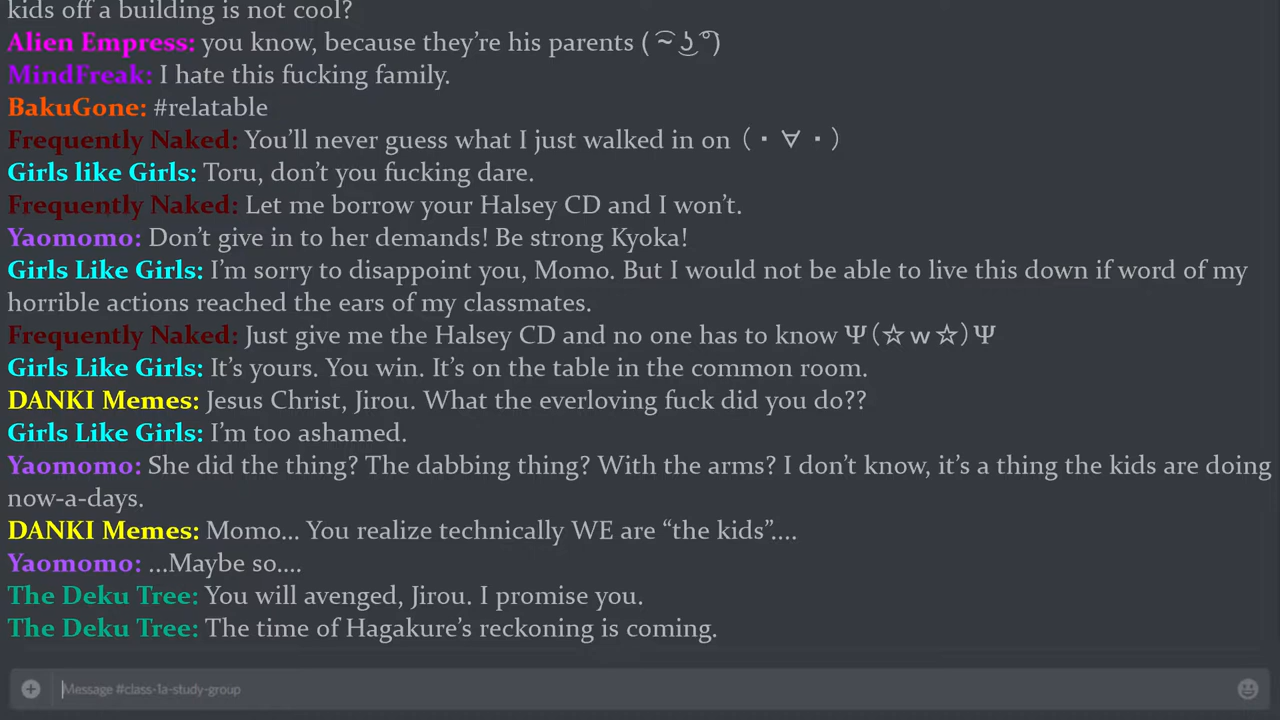 kids off a building is not cool?
Alien Empress: you know, because they're his parents ( ͠~ ͜ʖ ͡°)
MindFreak: I hate this fucking family.
BakuGone: #relatable
Frequently Naked: You'll never guess what I just walked in on (・∀・)
Girls like Girls: Toru, don't you fucking dare.
Frequently Naked: Let me borrow your Halsey CD and I won't.
Yaomomo: Don't give in to her demands! Be strong Kyoka!
Girls Like Girls: I'm sorry to disappoint you, Momo. But I would not be able to live this down if word of my
horrible actions reached the ears of my classmates.
Frequently Naked: Just give me the Halsey CD and no one has to know Ψ(☆w☆)Ψ
Girls Like Girls: It's yours. You win. It's on the table in the common room.
DANKI Memes: Jesus Christ, Jirou. What the everloving fuck did you do??
Girls Like Girls: I'm too ashamed.
Yaomomo: She did the thing? The dabbing thing? With the arms? I don't know, it's a thing the kids are doing
now-a-days.
DANKI Memes: Momo... You realize technically WE are “the kids”....
Yaomomo: ...Maybe so....
The Deku Tree: You will avenged, Jirou. I promise you.
The Deku Tree: The time of Hagakure's reckoning is coming.
Message #class-1a-study-group